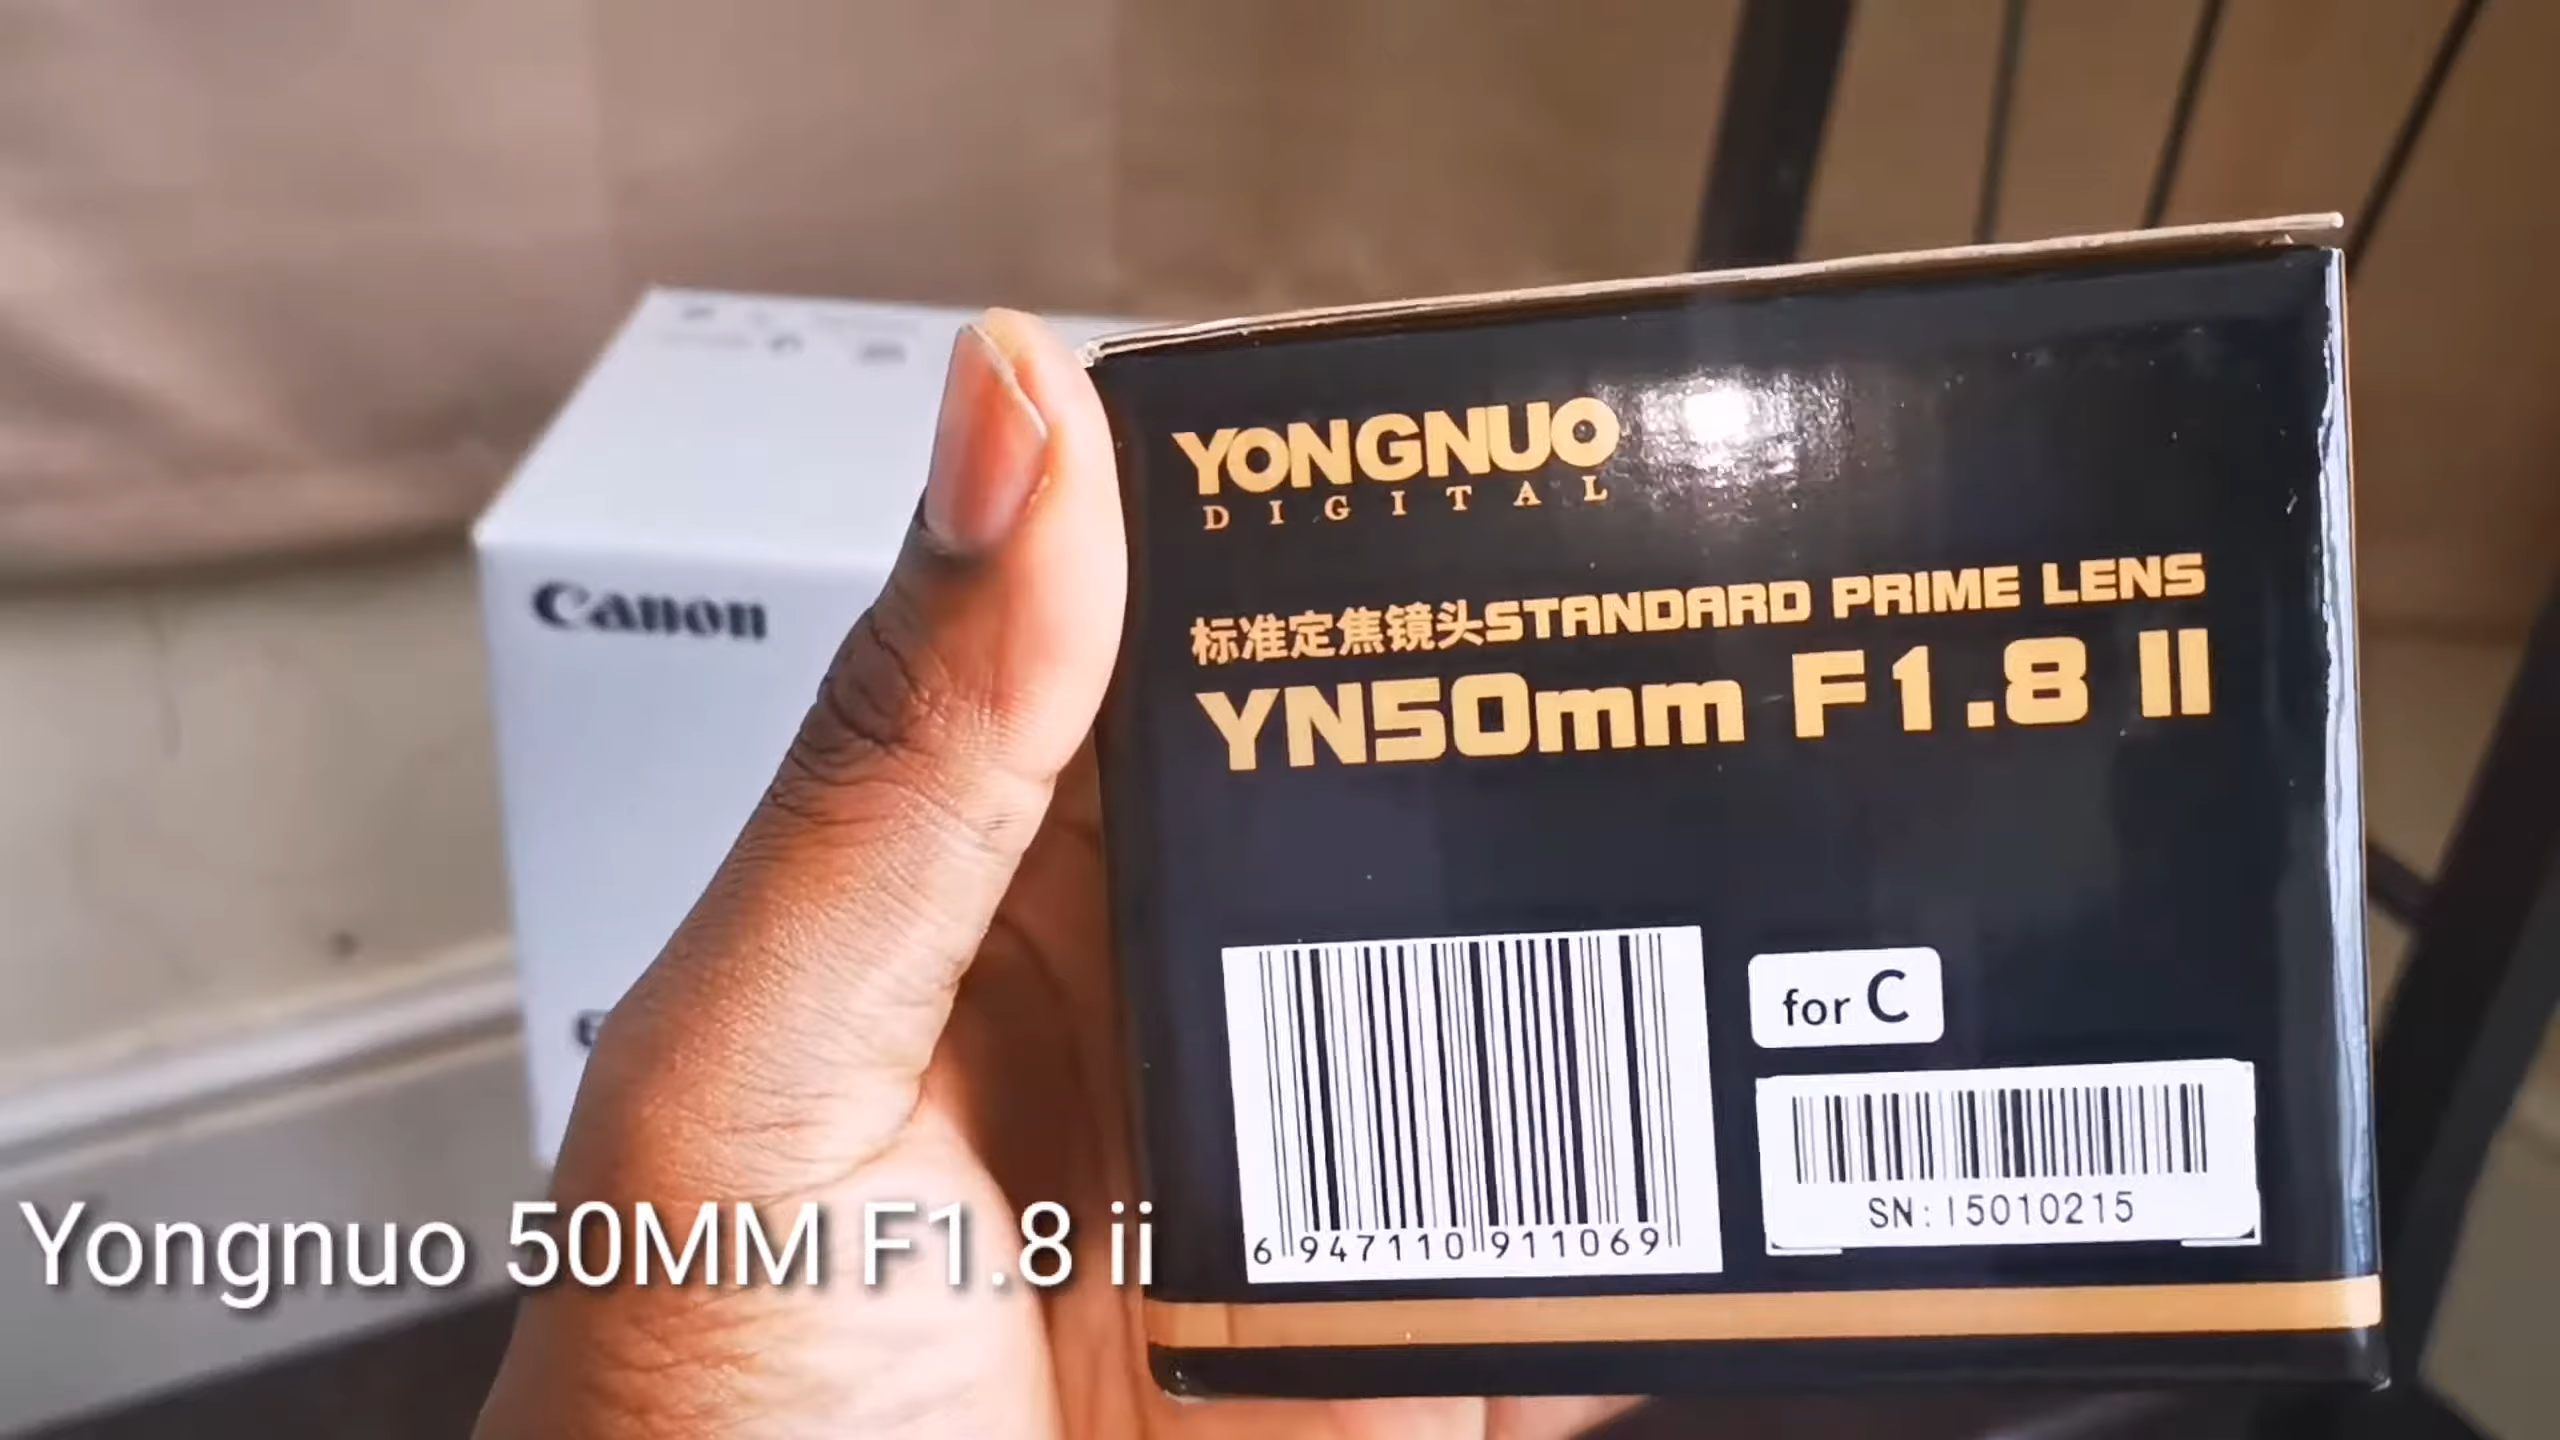 Canon
YONGNUO
DIGITAL
标准定焦镜头STANDARD PRIME LENS
YN50mm F1.8 II
for C
6 947110 911069
SN:I5010215
Yongnuo 50MM F1.8 ii